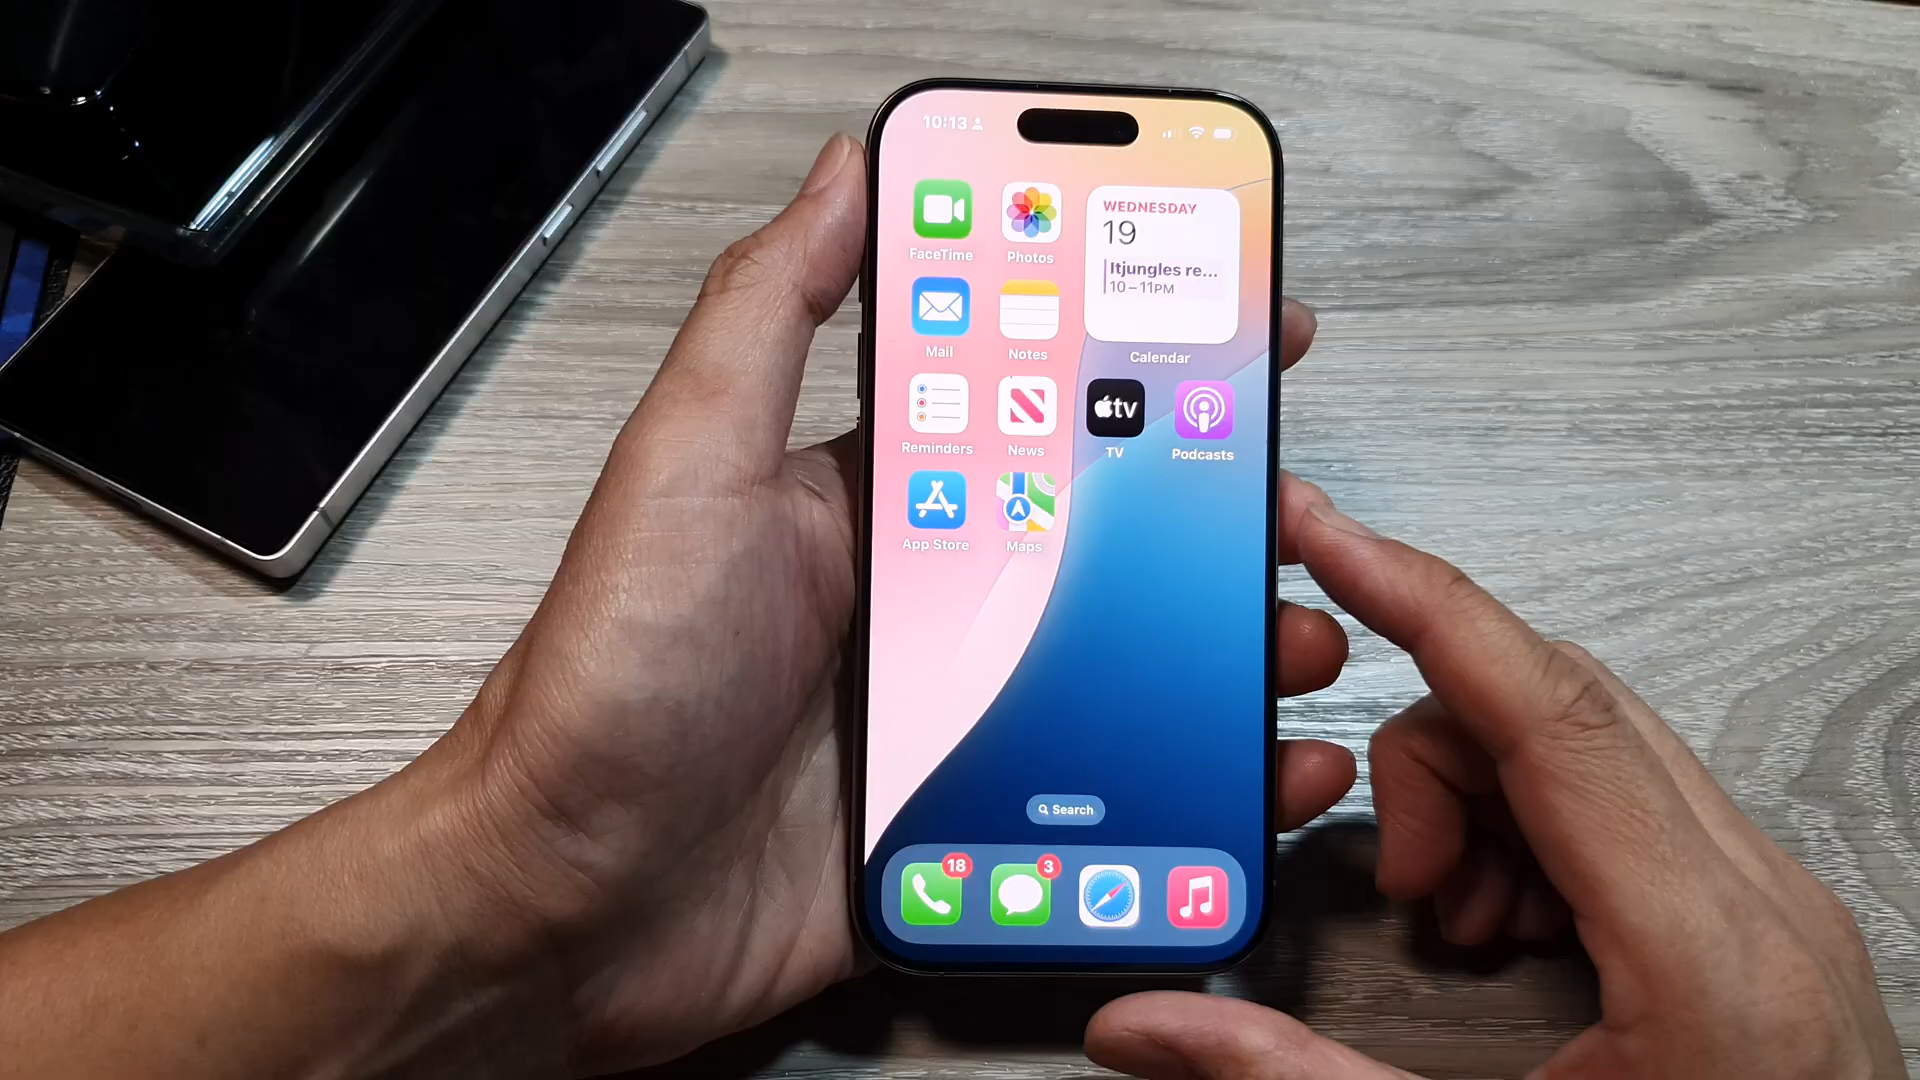 10:13
FaceTime
Photos
WEDNESDAY
19
Itjungles re...
10–11PM
Calendar
Mail
Notes
Reminders
News
tv
TV
Podcasts
App Store
Maps
Search
18
3